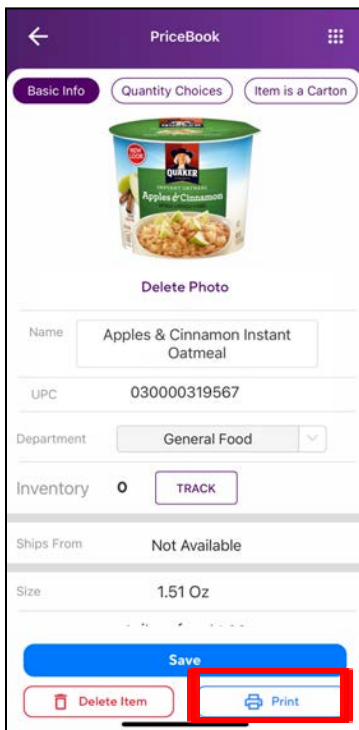 PriceBook
Basic Info
Quantity Choices
Item is a Carton
NEW LOOK
QUAKER
INSTANT OATMEAL
Apples & Cinnamon
Delete Photo
Name
Apples & Cinnamon Instant
Oatmeal
UPC
030000319567
Department
General Food
Inventory
0
TRACK
Ships From
Not Available
Size
1.51 Oz
Save
Delete Item
Print